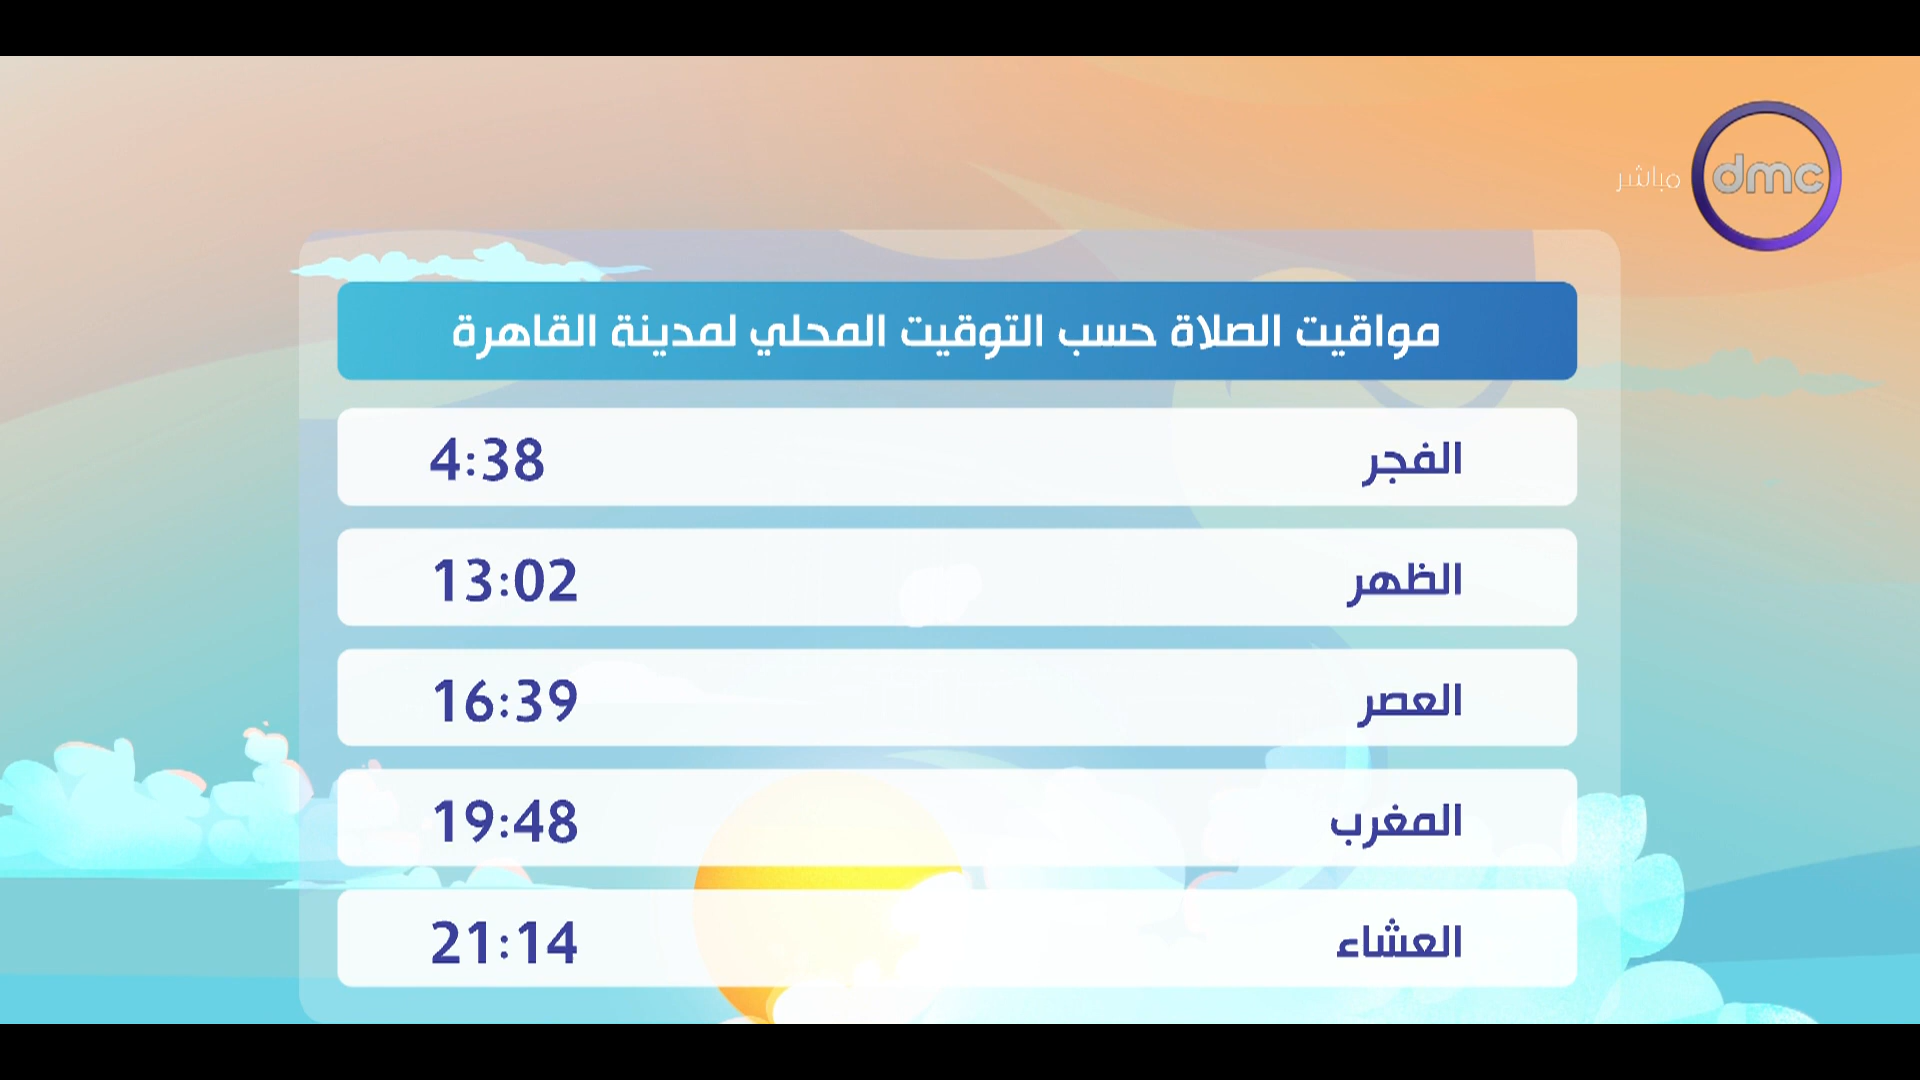 dmc
مباشر
مواقيت الصلاة حسب التوقيت المحلي لمدينة القاهرة
الفجر 4:38
الظهر 13:02
العصر 16:39
المغرب 19:48
العشاء 21:14